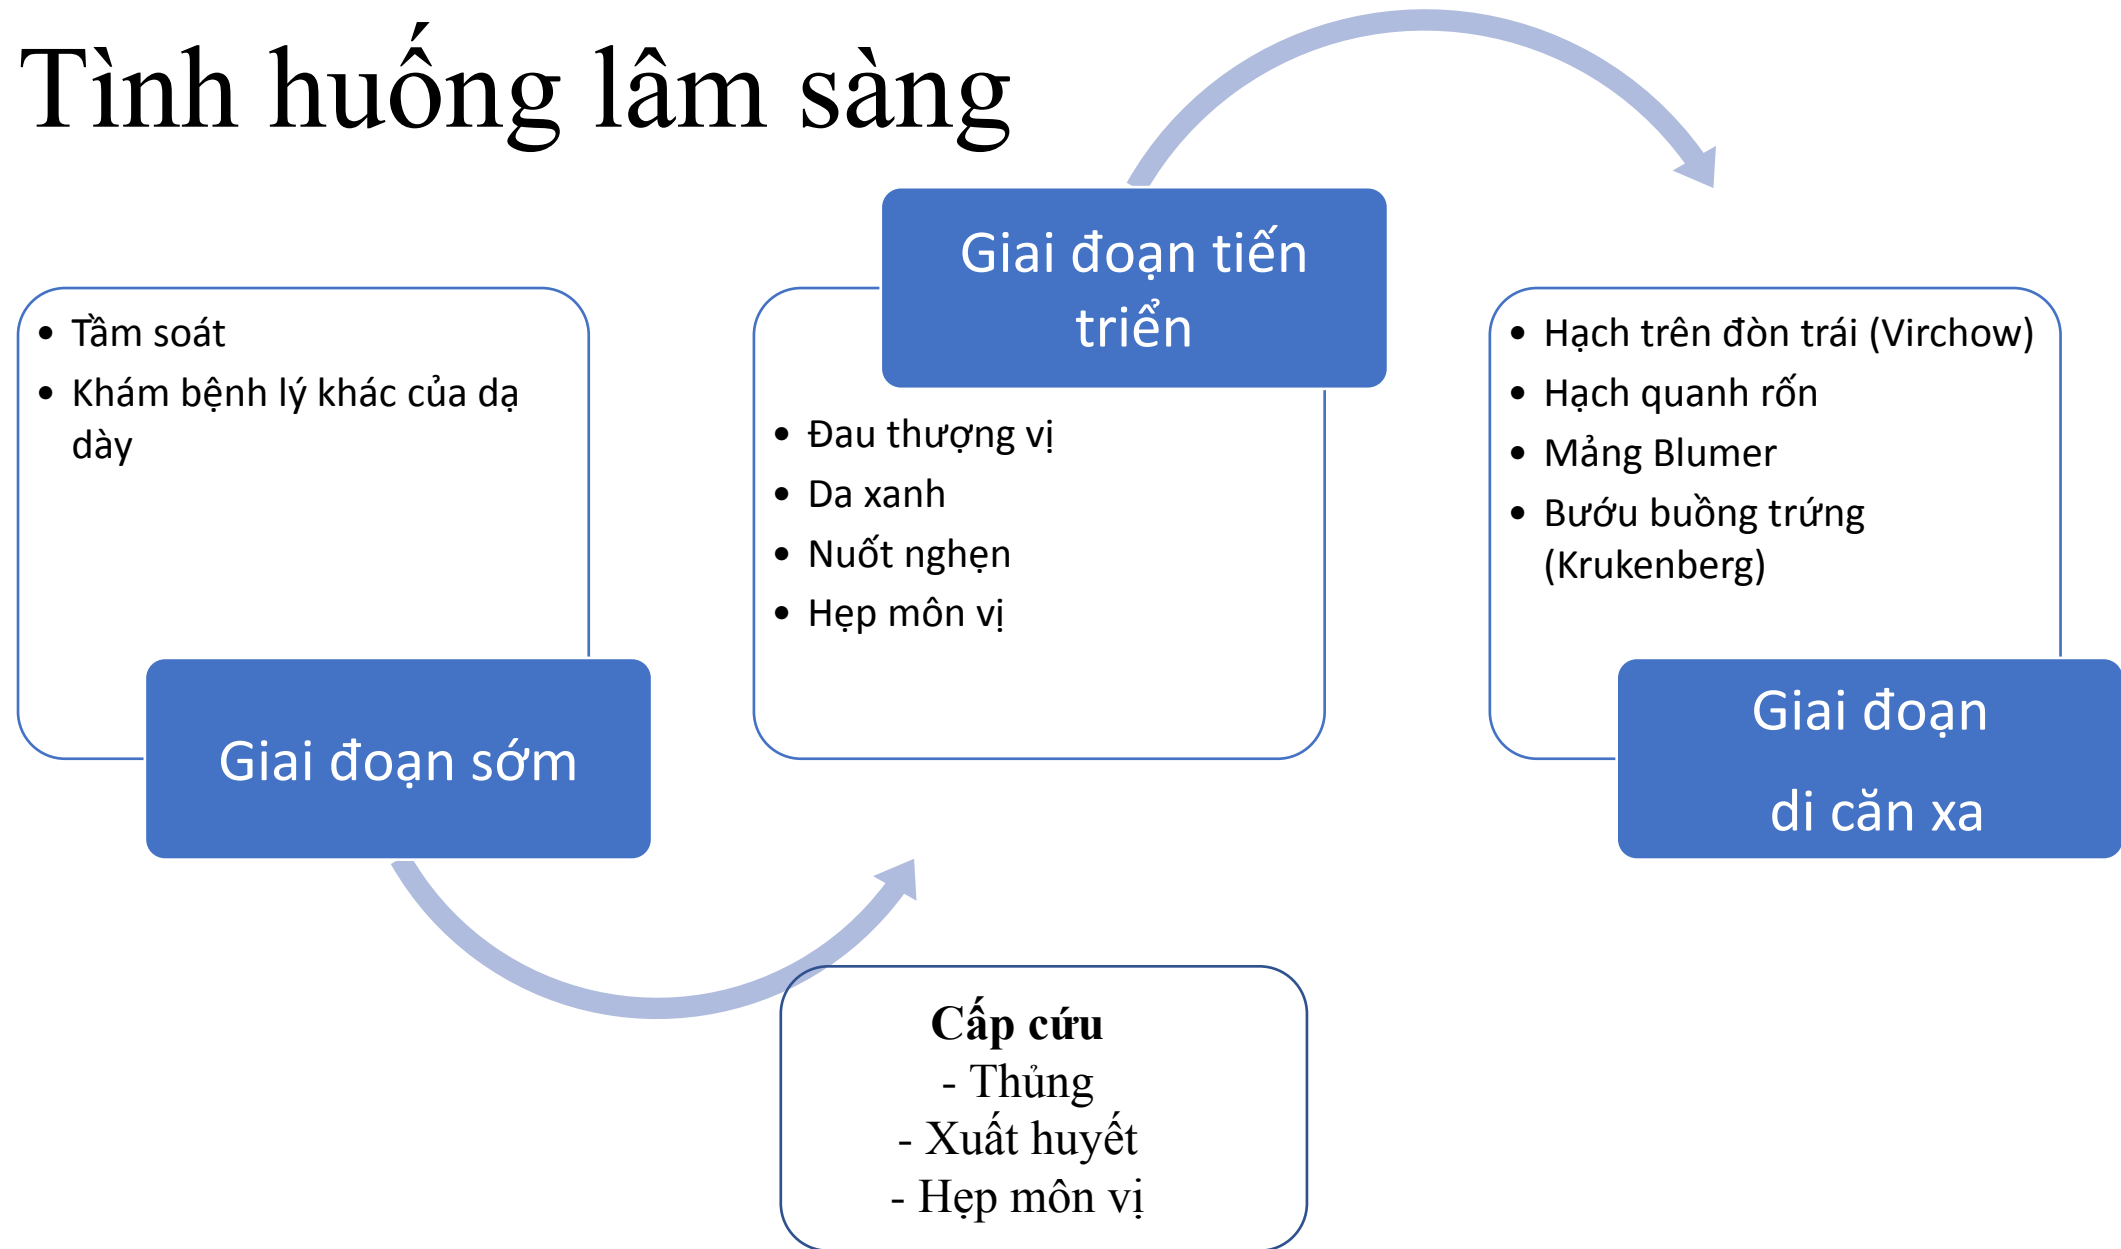 Tình huống lâm sàng
• Tầm soát
• Khám bệnh lý khác của dạ
dày
Giai đoạn sớm
Giai đoạn tiến
triển
• Đau thượng vị
• Da xanh
• Nuốt nghẹn
• Hẹp môn vị
• Hạch trên đòn trái (Virchow)
• Hạch quanh rốn
• Mảng Blumer
• Bướu buồng trứng
(Krukenberg)
Giai đoạn
di căn xa
Cấp cứu
- Thủng
- Xuất huyết
- Hẹp môn vị